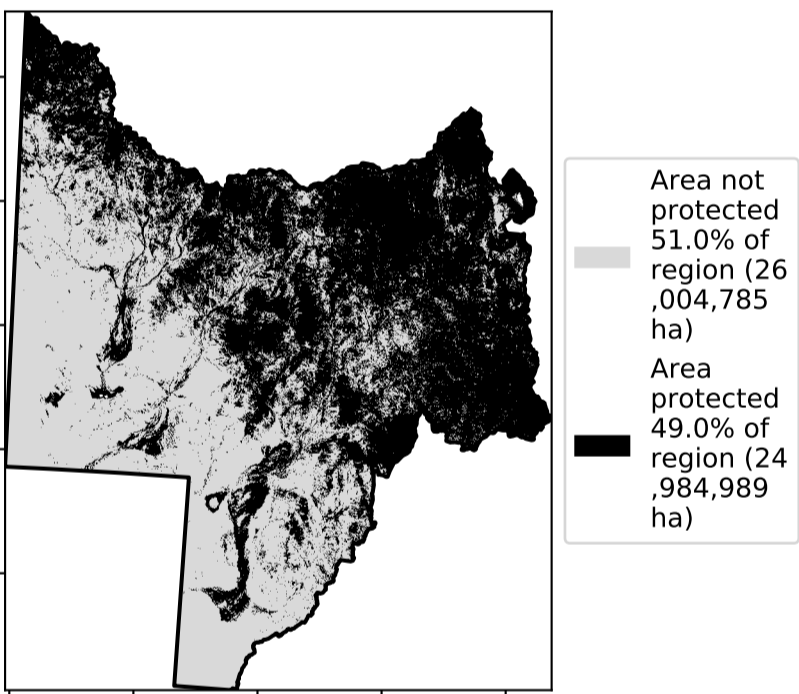 Area not
protected
51.0% of
region (26
,004,785
ha)
Area
protected
49.0% of
region (24
,984,989
ha)